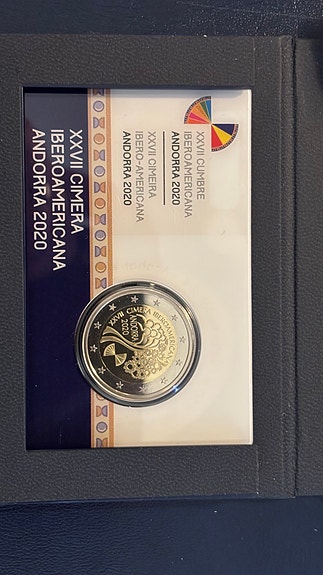 XXVII CIMERA
IBEROAMERICANA
ANDORRA 2020
XXVII CUMBRE
IBEROAMERICANA
ANDORRA 2020
XXVII CIMEIRA
IBERO-AMERICANA
ANDORRA 2020
XXVII CIMERA IBEROAMERICANA
ANDORRA
2020